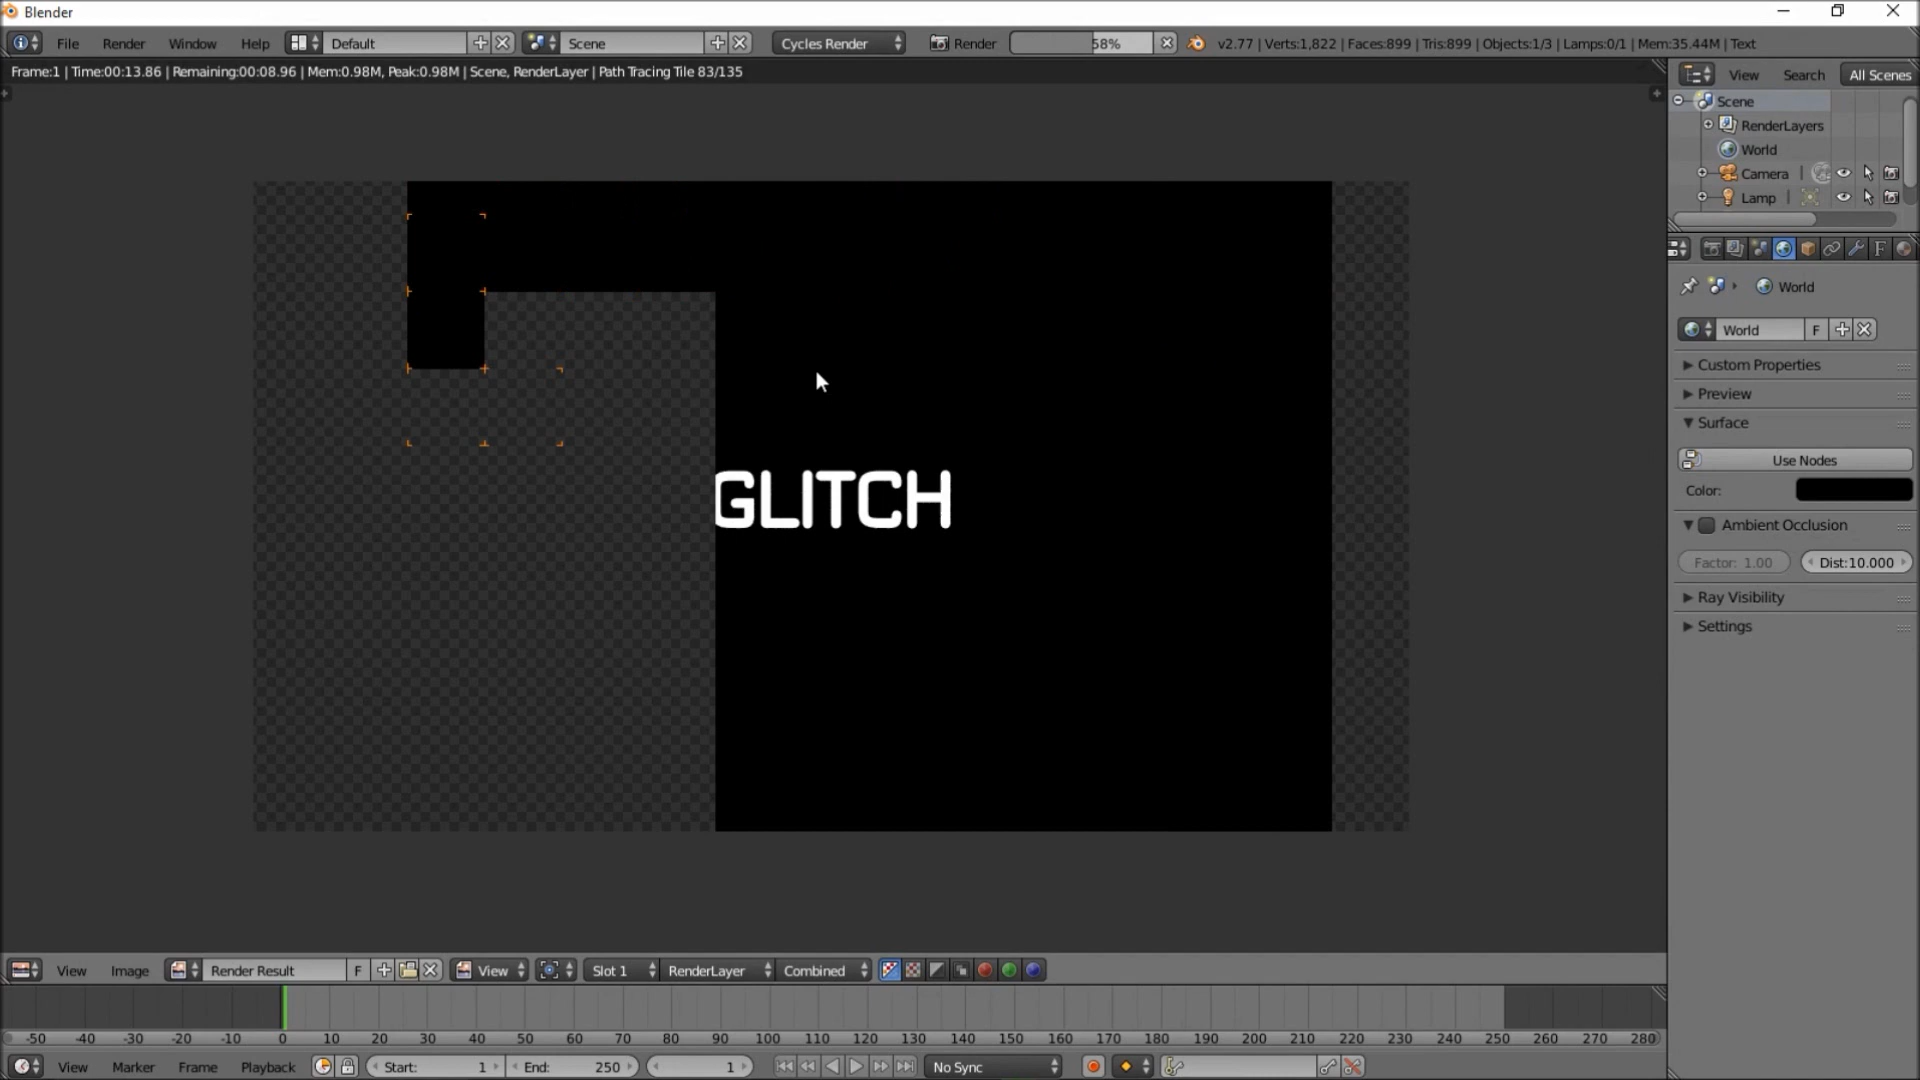 Blender
File Render Window Help Default Scene Cycles Render Render 58% v2.77 | Verts:1,822 | Faces:899 | Tris:899 | Objects:1/3 | Lamps:0/1 | Mem:35.44M | Text
Frame:1 | Time:00:13.86 | Remaining:00:08.96 | Mem:0.98M, Peak:0.98M | Scene, RenderLayer | Path Tracing Tile 83/135
View Search All Scenes
Scene
RenderLayers
World
Camera
Lamp
World
World F
Custom Properties
Preview
Surface
Use Nodes
Color:
Ambient Occlusion
Factor: 1.00 Dist:10.000
Ray Visibility
Settings
GLITCH
View Image Render Result F View Slot 1 RenderLayer Combined
-50 -40 -30 -20 -10 0 10 20 30 40 50 60 70 80 90 100 110 120 130 140 150 160 170 180 190 200 210 220 230 240 250 260 270 280
View Marker Frame Playback Start: 1 End: 250 1 No Sync